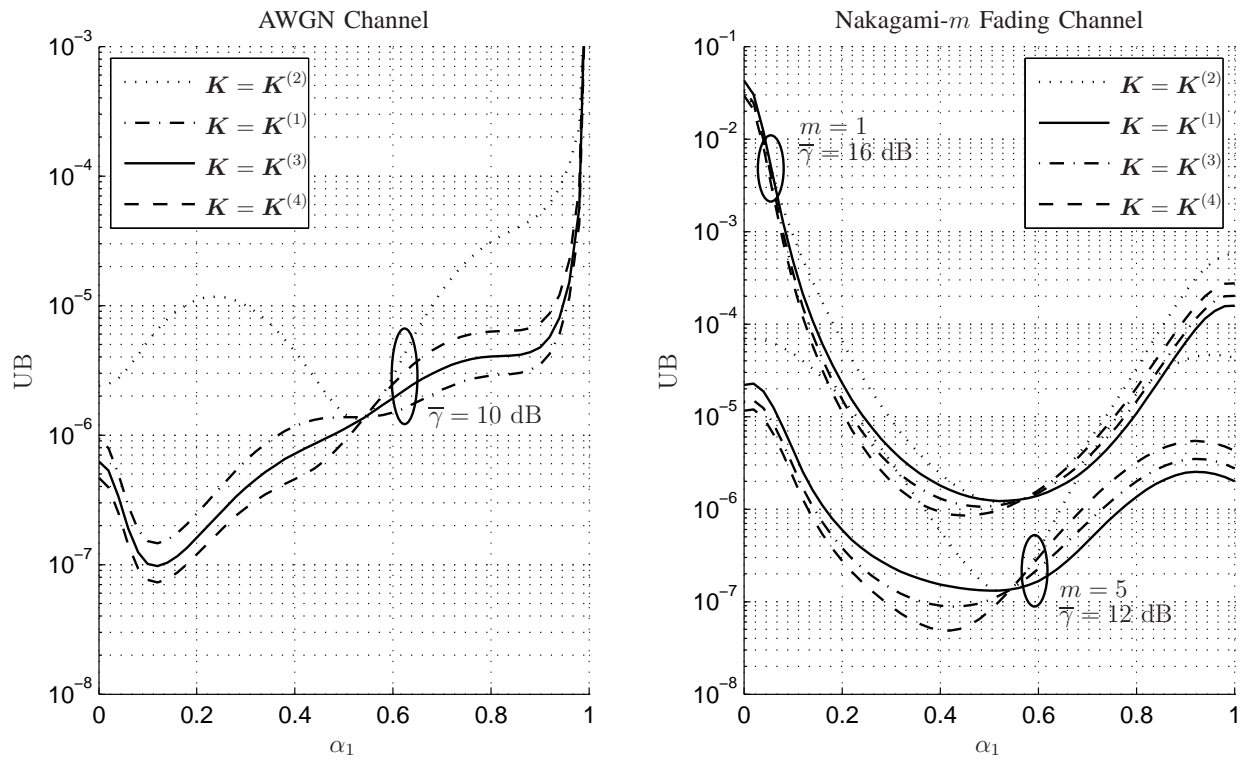 AWGN Channel
10⁻³
10⁻⁴
10⁻⁵
10⁻⁶
10⁻⁷
10⁻⁸
UB
K = K⁽²⁾
K = K⁽¹⁾
K = K⁽³⁾
K = K⁽⁴⁾
γ̅ = 10 dB
0 0.2 0.4 0.6 0.8 1
α₁
Nakagami-m Fading Channel
10⁻¹
10⁻²
10⁻³
10⁻⁴
10⁻⁵
10⁻⁶
10⁻⁷
10⁻⁸
UB
m = 1
γ̅ = 16 dB
K = K⁽²⁾
K = K⁽¹⁾
K = K⁽³⁾
K = K⁽⁴⁾
m = 5
γ̅ = 12 dB
0 0.2 0.4 0.6 0.8 1
α₁